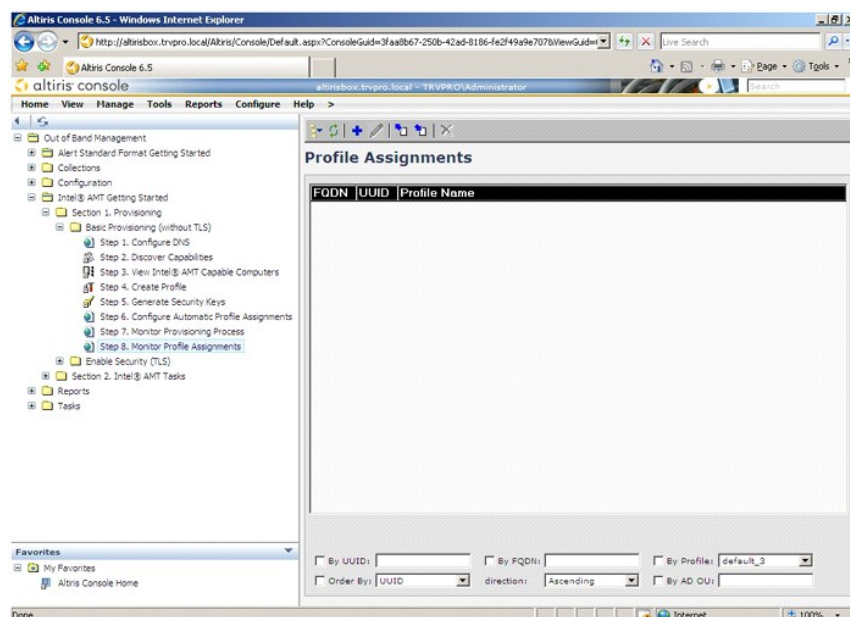 Altiris Console 6.5 - Windows Internet Explorer
http://altirisbox.trvpro.local/Altiris/Console/Default.aspx?ConsoleGuid=3faa8b67-250b-42ad-8186-fe2f49a9e707&ViewGuid=
Live Search
Altiris Console 6.5
Page
Tools
altiris console
altirisbox.trvpro.local - TRVPRO\Administrator
Search
Home View Manage Tools Reports Configure Help >
Out of Band Management
Alert Standard Format Getting Started
Collections
Configuration
Intel® AMT Getting Started
Section 1. Provisioning
Basic Provisioning (without TLS)
Step 1. Configure DNS
Step 2. Discover Capabilities
Step 3. View Intel® AMT Capable Computers
Step 4. Create Profile
Step 5. Generate Security Keys
Step 6. Configure Automatic Profile Assignments
Step 7. Monitor Provisioning Process
Step 8. Monitor Profile Assignments
Enable Security (TLS)
Section 2. Intel® AMT Tasks
Reports
Tasks
Profile Assignments
FQDN UUID Profile Name
By UUID: By FQDN: By Profile: default_3
Order By: UUID direction: Ascending By AD OU:
Favorites
My Favorites
Altiris Console Home
Done
Internet
100%